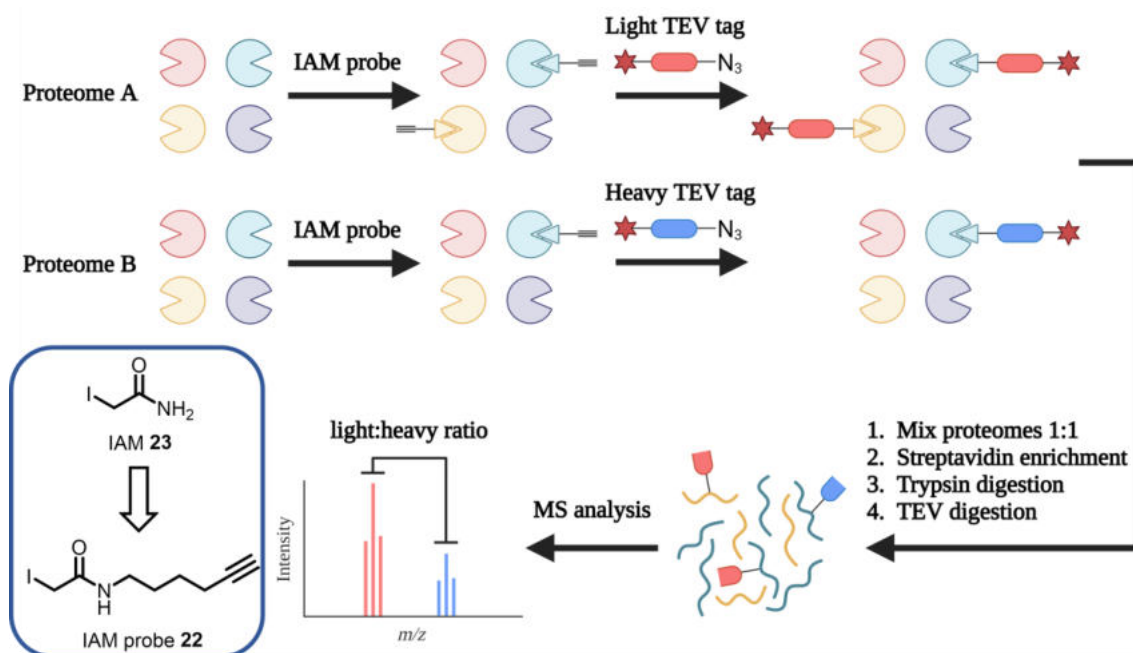 Light TEV tag
IAM probe
N₃
Proteome A
Heavy TEV tag
IAM probe
N₃
Proteome B
O
I
NH₂
IAM 23
O
I
N
H
IAM probe 22
light:heavy ratio
Intensity
m/z
MS analysis
1. Mix proteomes 1:1
2. Streptavidin enrichment
3. Trypsin digestion
4. TEV digestion